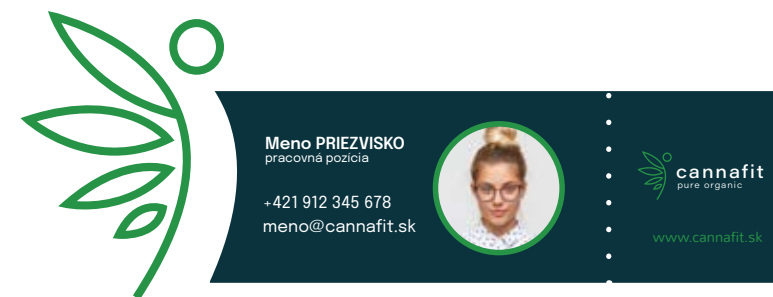 Meno PRIEZVISKO
pracovná pozícia
+421 912 345 678
meno@cannafit.sk
cannafit
pure organic
www.cannafit.sk